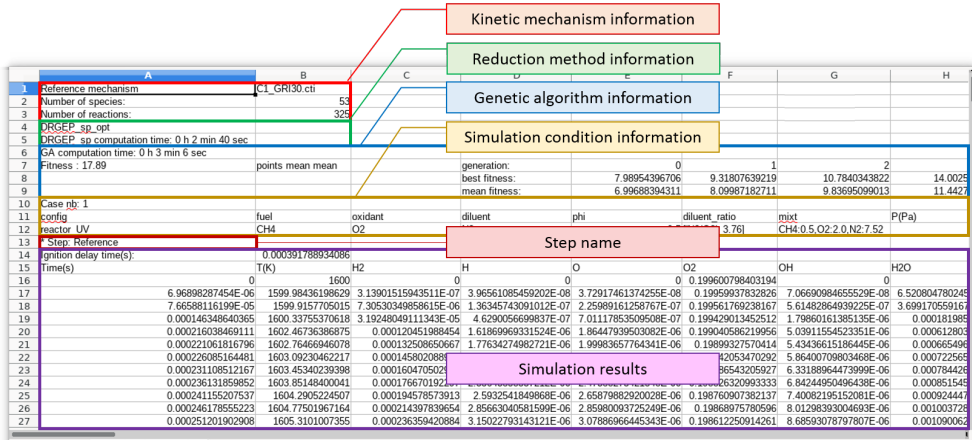 Kinetic mechanism information
Reduction method information
Genetic algorithm information
Simulation condition information
A B C D E F G H
1 Reference mechanism C1_GRI30.cti
2 Number of species: 53
3 Number of reactions: 325
4 DRGEP_sp_opt
5 DRGEP_sp computation time: 0 h 2 min 40 sec
6 GA computation time: 0 h 3 min 6 sec
7 Fitness : 17.89 points mean mean generation: 0 1 2
8 best fitness: 7.98954396706 9.31807639219 10.7840343822 14.0025
9 mean fitness: 6.99688394311 8.09987182711 9.83695099013 11.4427
10 Case nb: 1
11 config fuel oxidant diluent phi diluent_ratio mixt P(Pa)
12 reactor_UV CH4 O2 3.76] CH4:0.5,O2:2.0,N2:7.52
13 * Step: Reference
Step name
14 Ignition delay time(s): 0.000391788934086
15 Time(s) T(K) H2 H O O2 OH H2O
16 0 1600 0 0 0 0.199600798403194 0
17 6.96898287454E-06 1599.98436198629 3.13901515943511E-07 3.96561085459202E-08 3.72917461374255E-08 0.19959937832826 7.06690984655529E-08 6.520804780245
18 7.66588116199E-05 1599.9157705015 7.30530349858615E-06 1.36345743091012E-07 2.25989161258767E-07 0.199561769238167 5.61482864939225E-07 3.69917055916
19 0.000146348640365 1600.33755370618 3.19248049111343E-05 4.62900566998 37E-07 7.01117853509508E-07 0.199429013452512 1.79860161385135E-06 0.000181985
20 0.000216038469111 1602.46736386875 0.000120451988454 1.61869969331524E-06 1.86447939503082E-06 0.199040586219956 5.03911554523351E-06 0.000612803
21 0.000221061816796 1602.76466946078 0.000132508650667 1.77634274982721E-06 1.99983657764341E-06 0.19899327570414 5.43436615186445E-06 0.000665496
22 0.000226085164481 1603.09230462217 5.86400709803468E-06 0.000722565
23 0.000231108512167 1603.45340239398 6.33188964473999E-06 0.000784426
Simulation results
24 0.000236131859852 1603.85148400041 6.84244950496438E-06 0.000851545
25 0.000241155207537 1604.2905224507 0.000194578573913 2.5932541849868E-06 2.65879882920028E-06 0.198760907382137 7.40082195152081E-06 0.000924447
26 0.000246178555223 1604.77501967164 0.000214397839654 2.85663040581599E-06 2.85980093725249E-06 0.19868975780596 8.01298393004693E-06 0.001003728
27 0.000251201902908 1605.3101007355 0.000236359420884 3.15022793143121E-06 3.07886966445343E-06 0.198612250914261 8.68593078797807E-06 0.001090062